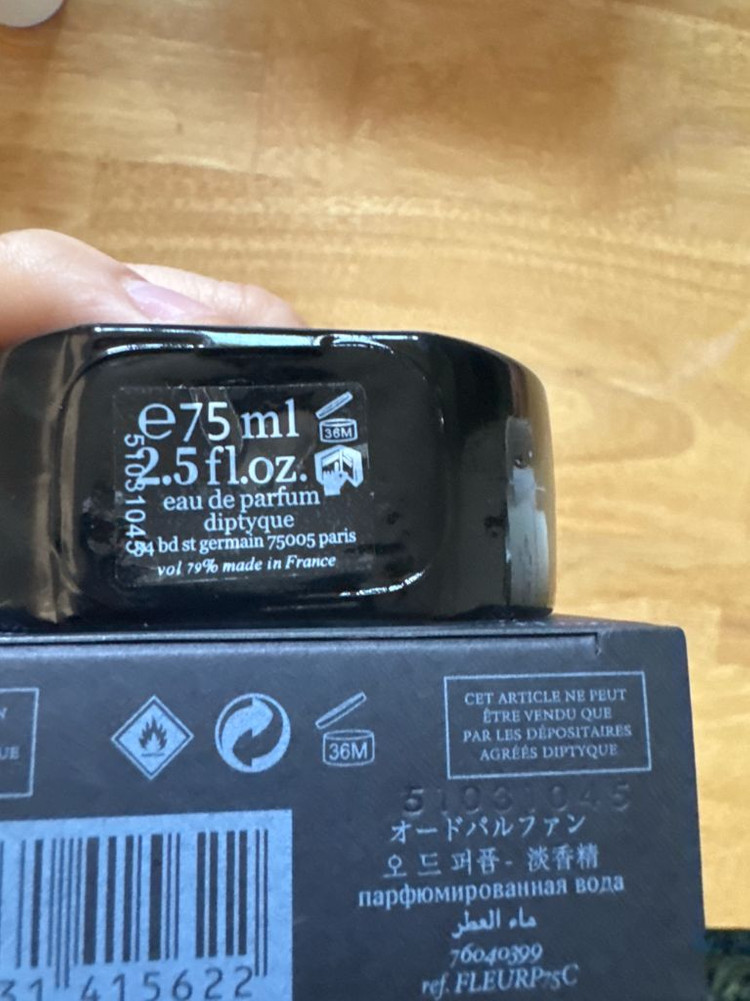 e75 ml
36M
2.5 fl.oz.
eau de parfum
diptyque
34 bd st germain 75005 paris
vol 79% made in France
51031045
36M
CET ARTICLE NE PEUT
ÊTRE VENDU QUE
PAR LES DÉPOSITAIRES
AGRÉÉS DIPTYQUE
51031045
オードパルファン
오 드 퍼퓸 - 淡香精
парфюмированная вода
ماء العطر
76040399
ref. FLEURP75C
31 415622